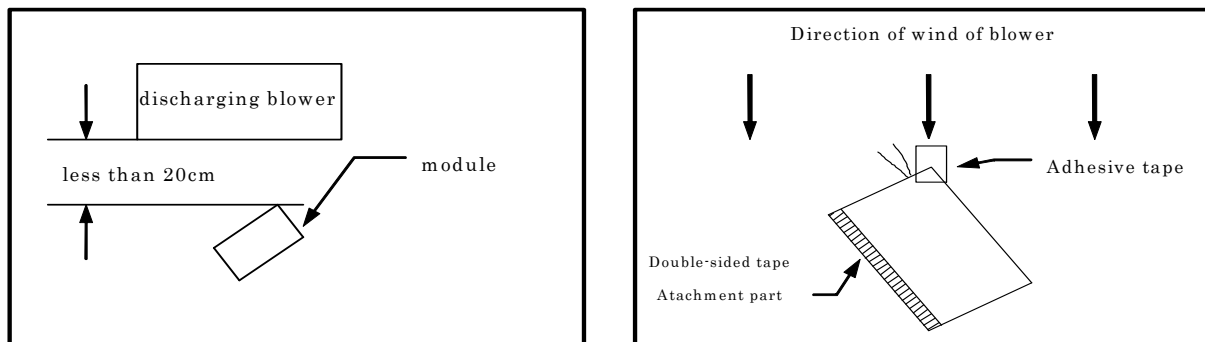 discharging blower
less than 20cm
module
Direction of wind of blower
Adhesive tape
Double-sided tape
Atachment part